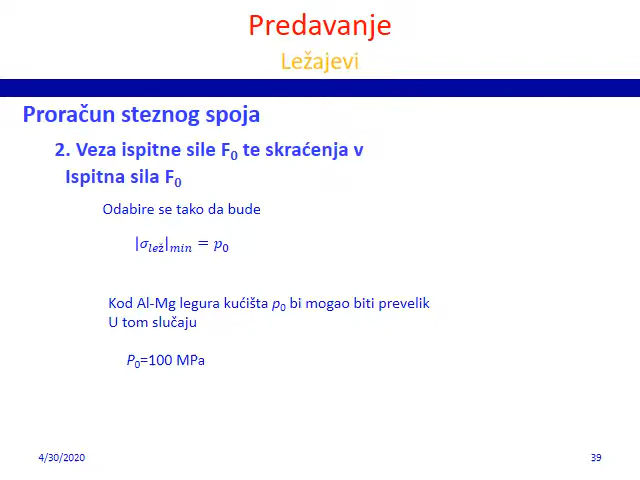 Predavanje
Ležajevi
Proračun steznog spoja
2. Veza ispitne sile F₀ te skraćenja v
Ispitna sila F₀
Odabire se tako da bude
|σ_lež|_min = p₀
Kod Al-Mg legura kućišta p₀ bi mogao biti prevelik
U tom slučaju
P₀=100 MPa
4/30/2020
39